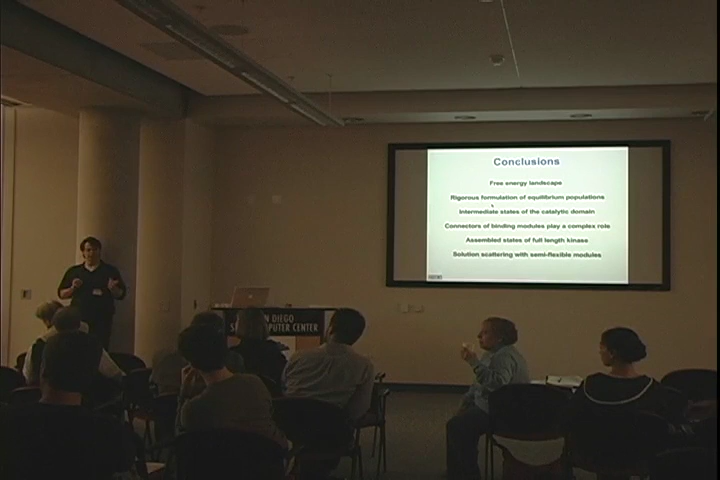 Conclusions
Free energy landscape
Rigorous formulation of equilibrium populations
Intermediate states of the catalytic domain
Connectors of binding modules play a complex role
Assembled states of full length kinase
Solution scattering with semi-flexible modules
N DIEGO
PUTER CENTER